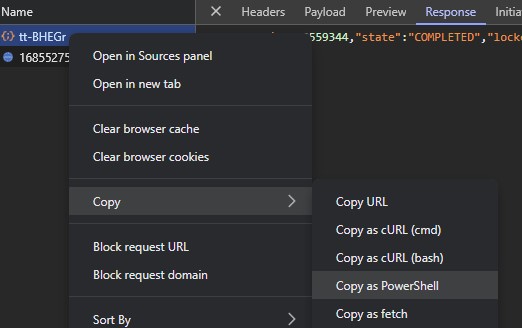 Name
Headers Payload Preview Response
tt-BHEGr
559344,"state":"COMPLETED",
16855275
Open in Sources panel
Open in new tab
Clear browser cache
Clear browser cookies
Copy
Copy URL
Copy as cURL (cmd)
Block request URL
Copy as cURL (bash)
Block request domain
Copy as PowerShell
Sort By
Copy as fetch